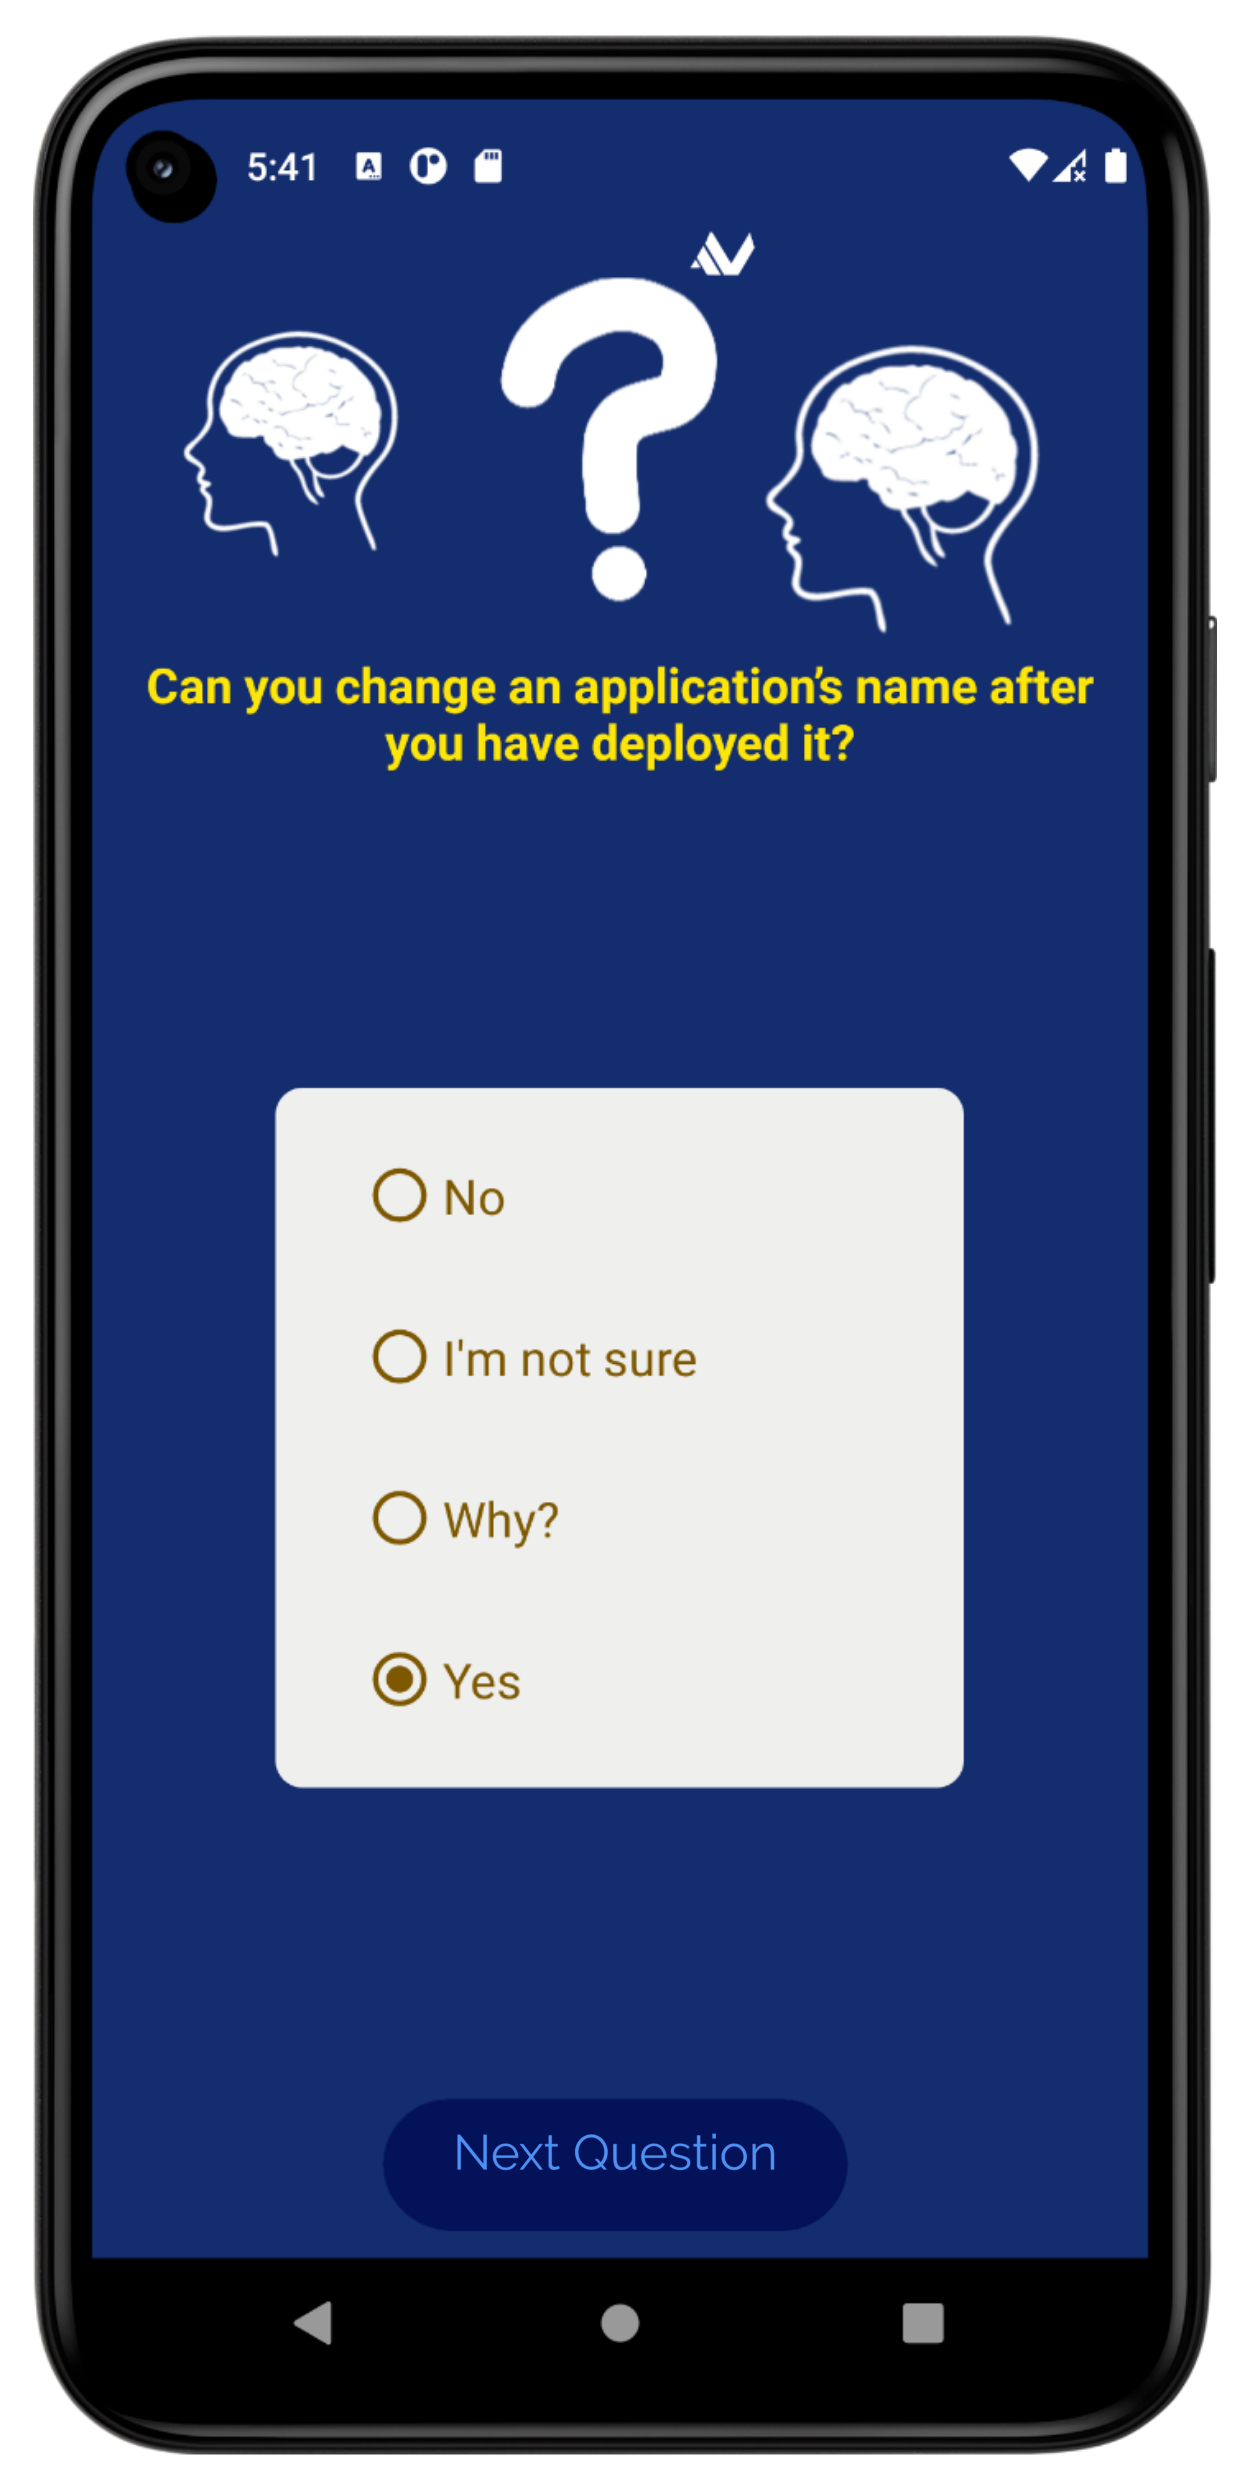 5:41
Can you change an application’s name after
you have deployed it?
No
I'm not sure
Why?
Yes
Next Question